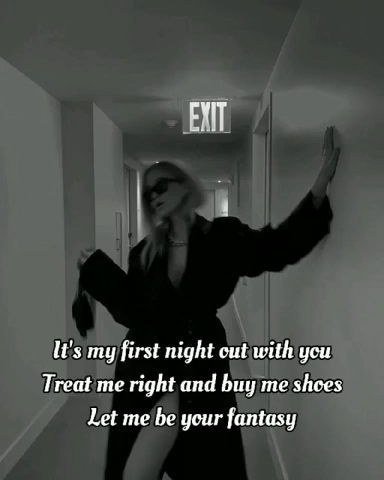 EXIT
It's my first night out with you
Treat me right and buy me shoes
Let me be your fantasy